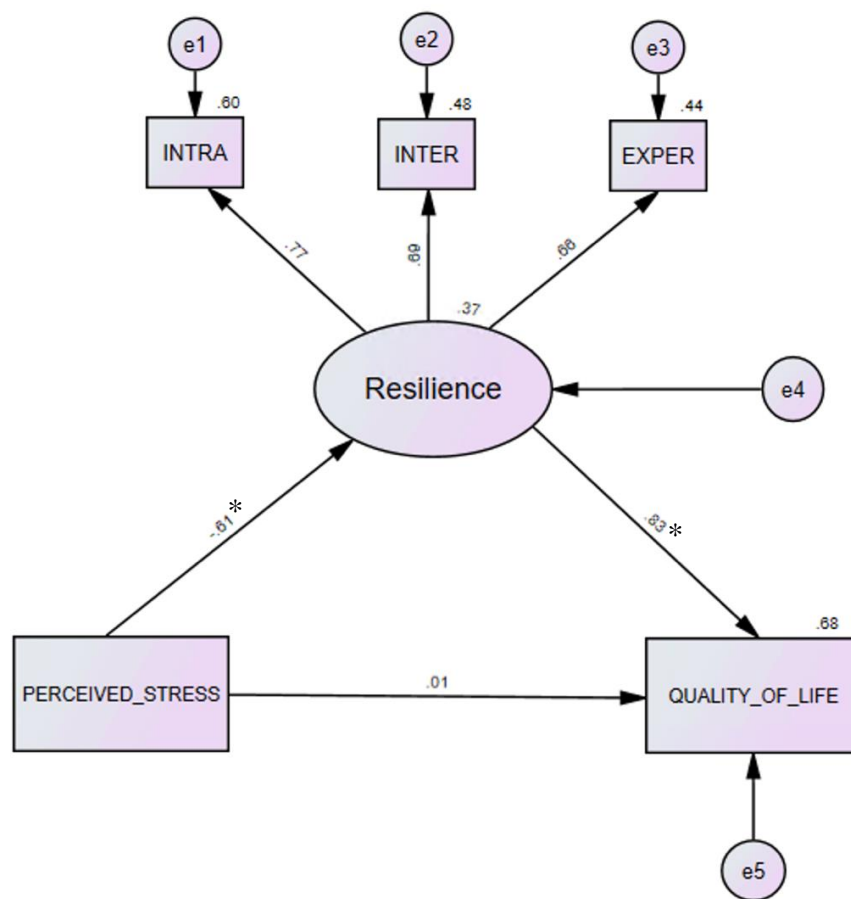 e1
e2
e3
.60
.48
.44
INTRA
INTER
EXPER
.77
.69
.66
.37
Resilience
e4
-.61*
.83*
.68
PERCEIVED_STRESS
.01
QUALITY_OF_LIFE
e5